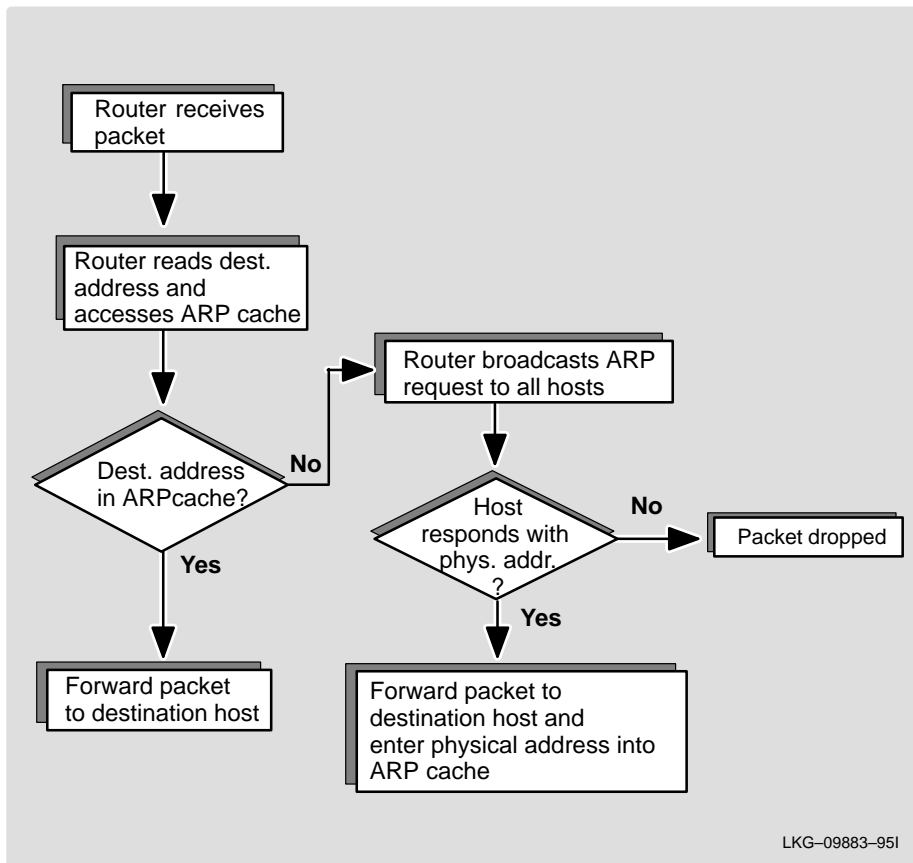 Router receives
packet
Router reads dest.
address and
accesses ARP cache
Dest. address
in ARPcache?
No
Yes
Forward packet
to destination host
Router broadcasts ARP
request to all hosts
Host
responds with
phys. addr.
?
No
Packet dropped
Yes
Forward packet to
destination host and
enter physical address into
ARP cache
LKG–09883–95I